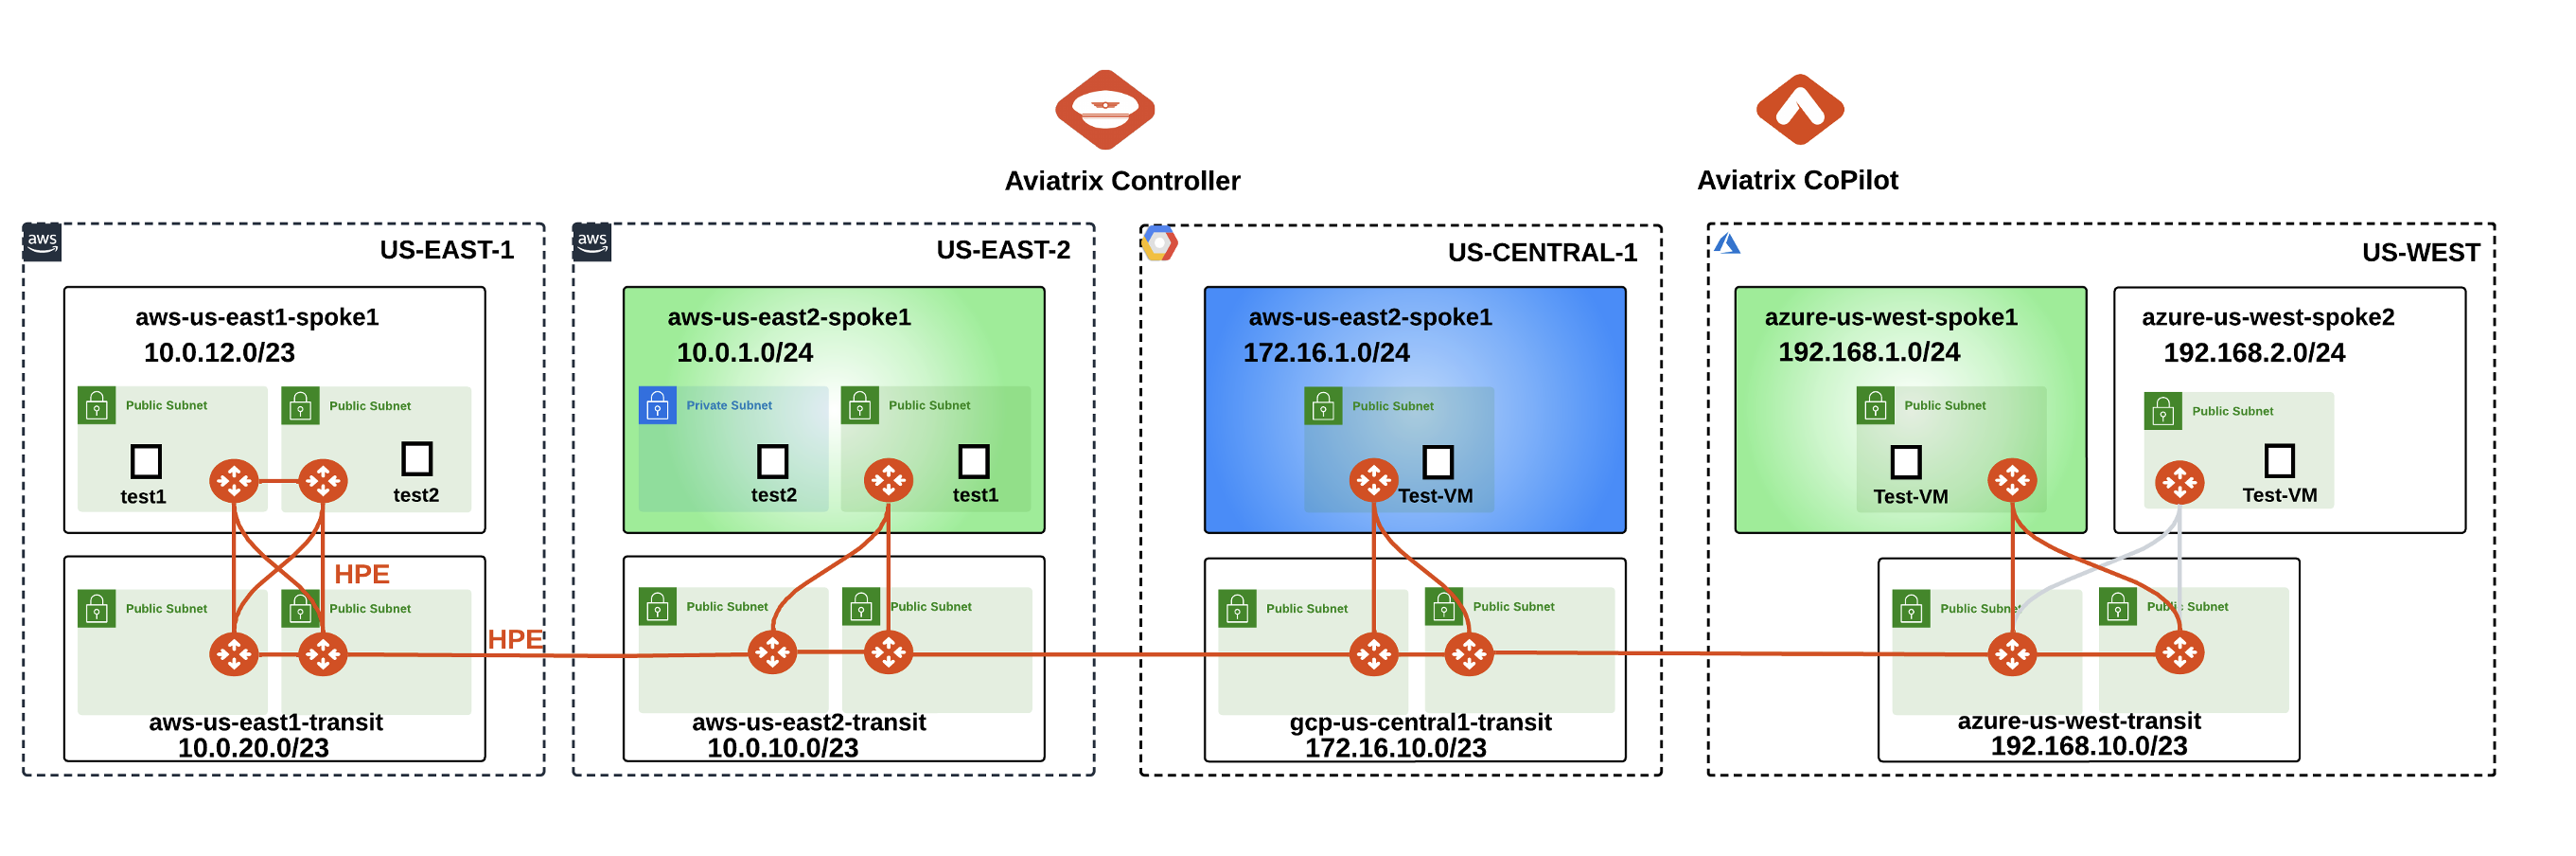 Aviatrix Controller
Aviatrix CoPilot
aws
US-EAST-1
aws-us-east1-spoke1
10.0.12.0/23
Public Subnet
Public Subnet
test1
test2
HPE
Public Subnet
Public Subnet
HPE
aws-us-east1-transit
10.0.20.0/23
aws
US-EAST-2
aws-us-east2-spoke1
10.0.1.0/24
Private Subnet
Public Subnet
test2
test1
Public Subnet
Public Subnet
aws-us-east2-transit
10.0.10.0/23
US-CENTRAL-1
aws-us-east2-spoke1
172.16.1.0/24
Public Subnet
Test-VM
Public Subnet
Public Subnet
gcp-us-central1-transit
172.16.10.0/23
US-WEST
azure-us-west-spoke1
192.168.1.0/24
Public Subnet
Test-VM
azure-us-west-spoke2
192.168.2.0/24
Public Subnet
Test-VM
Public Subnet
Public Subnet
azure-us-west-transit
192.168.10.0/23